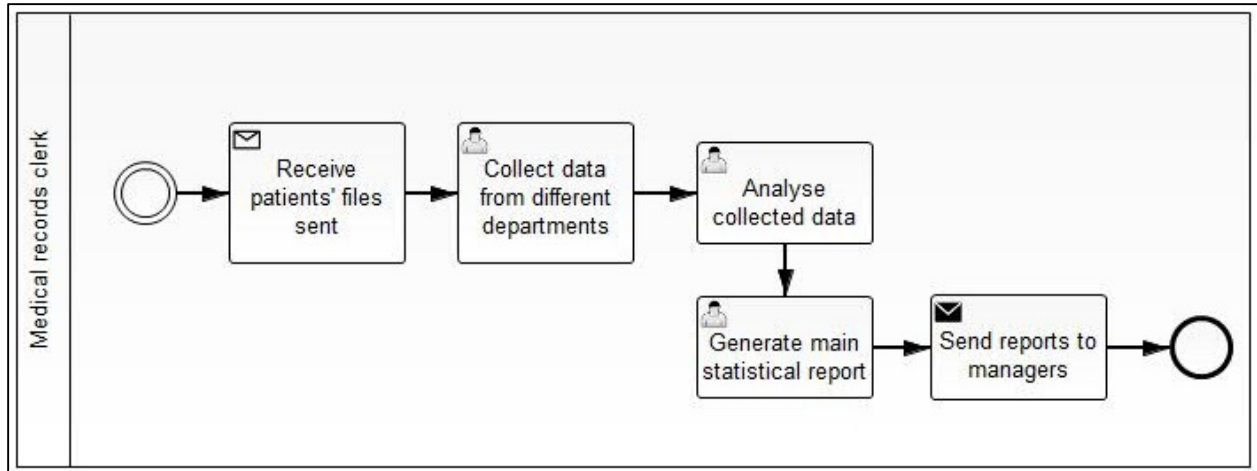 Medical records clerk
Receive
patients' files
sent
Collect data
from different
departments
Analyse
collected data
Generate main
statistical report
Send reports to
managers